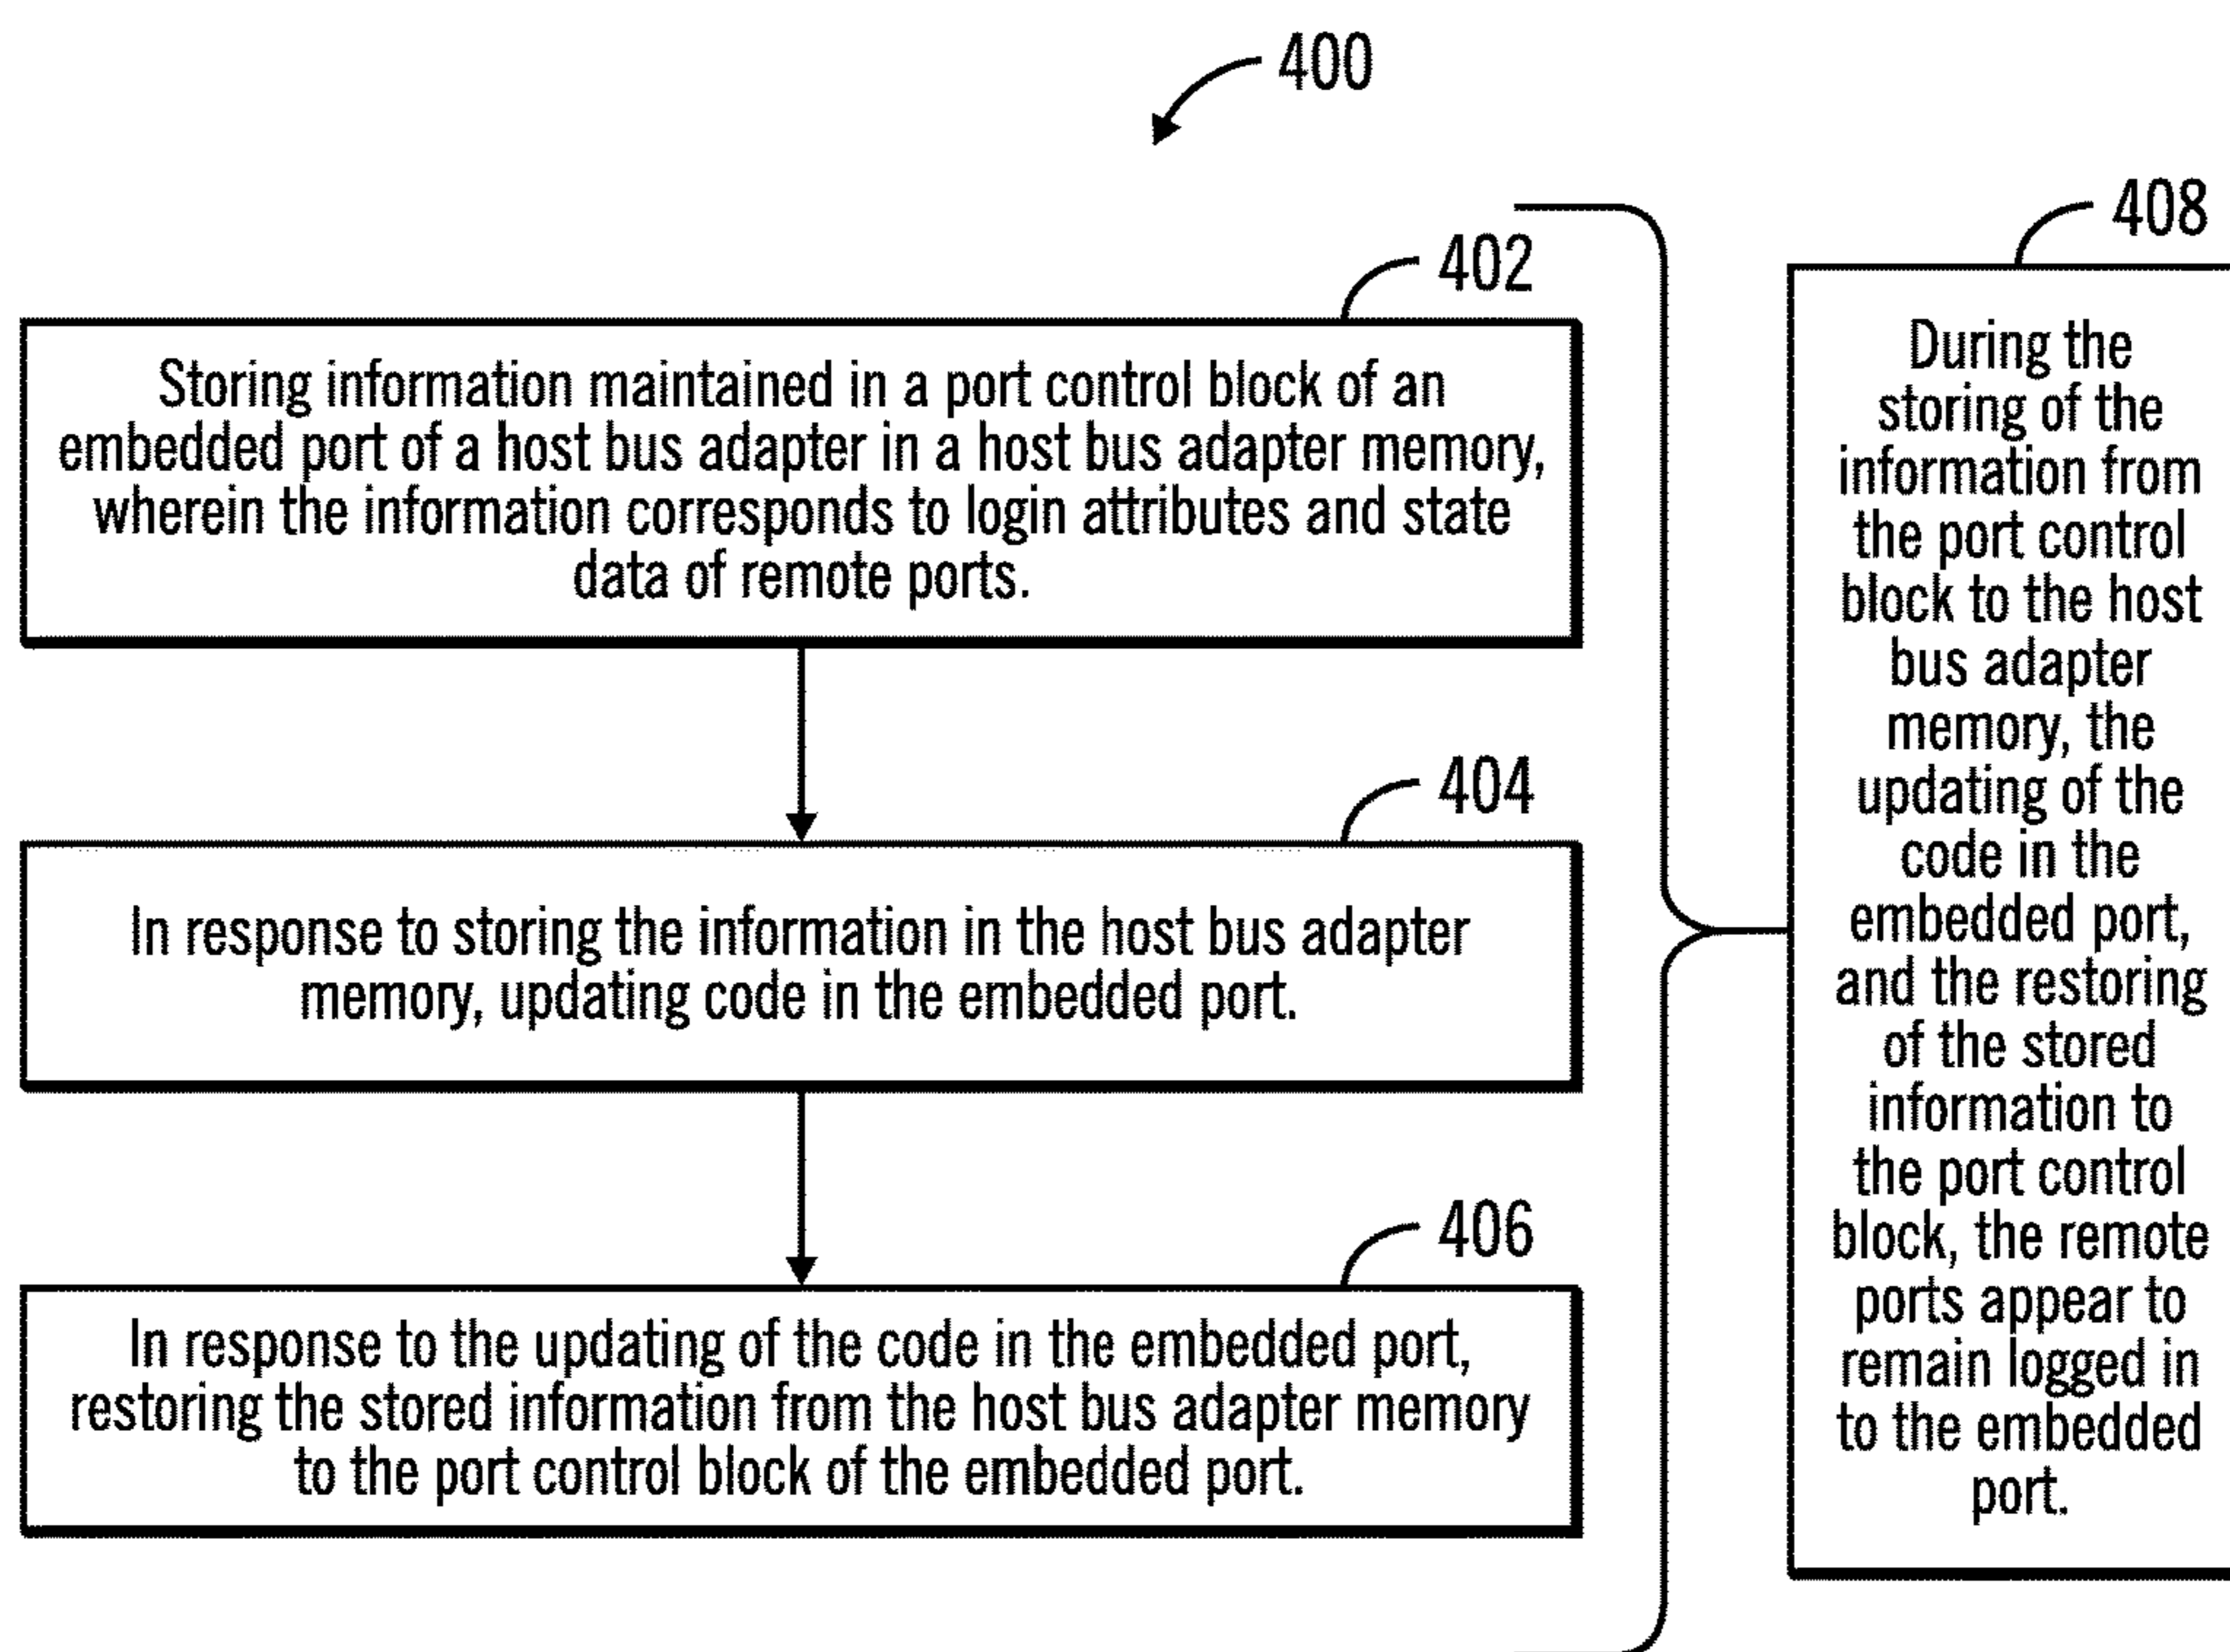 400
402
Storing information maintained in a port control block of an
embedded port of a host bus adapter in a host bus adapter memory,
wherein the information corresponds to login attributes and state
data of remote ports.
404
In response to storing the information in the host bus adapter
memory, updating code in the embedded port.
406
In response to the updating of the code in the embedded port,
restoring the stored information from the host bus adapter memory
to the port control block of the embedded port.
408
During the
storing of the
information from
the port control
block to the host
bus adapter
memory, the
updating of the
code in the
embedded port,
and the restoring
of the stored
information to
the port control
block, the remote
ports appear to
remain logged in
to the embedded
port.